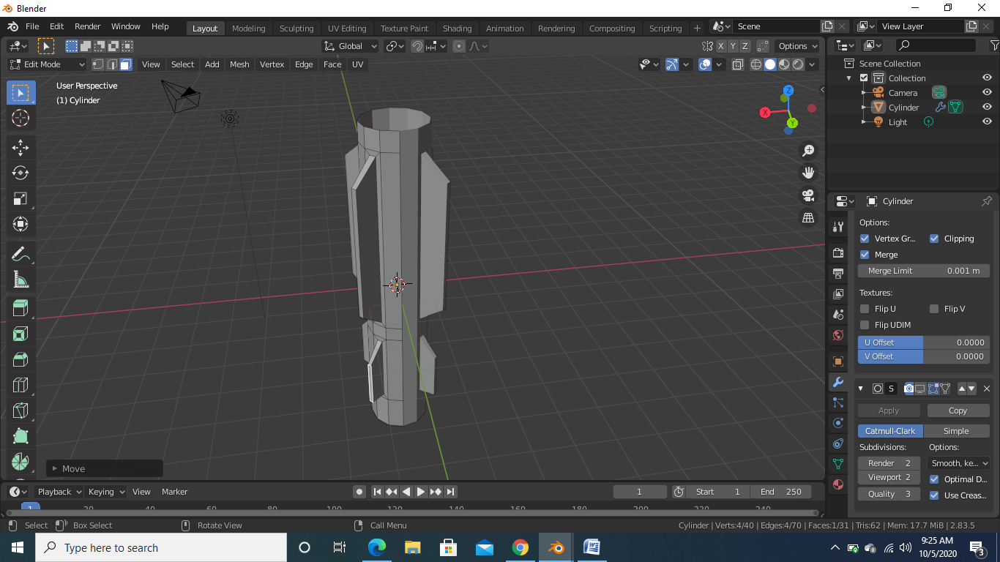 Blender
File Edit Render Window Help Layout Modeling Sculpting UV Editing Texture Paint Shading Animation Rendering Compositing Scripting + Scene View Layer
Global X Y Z Options
Edit Mode View Select Add Mesh Vertex Edge Face UV
User Perspective
(1) Cylinder
Z
X
Y
Move
Scene Collection
Collection
Camera
Cylinder
Light
Cylinder
Options:
Vertex Gr... Clipping
Merge
Merge Limit 0.001 m
Textures:
Flip U Flip V
Flip UDIM
U Offset 0.0000
V Offset 0.0000
S
Apply Copy
Catmull-Clark Simple
Subdivisions: Options:
Render 2 Smooth, ke...
Viewport 2 Optimal D...
Quality 3 Use Creas...
Playback Keying View Marker 1 Start 1 End 250
1 20 40 60 80 100 120 140 160 180 200 220 240
Select Box Select Rotate View Call Menu Cylinder | Verts:4/40 | Edges:4/70 | Faces:1/31 | Tris:62 | Mem: 17.7 MiB | 2.83.5
Type here to search
9:25 AM
10/5/2020
3